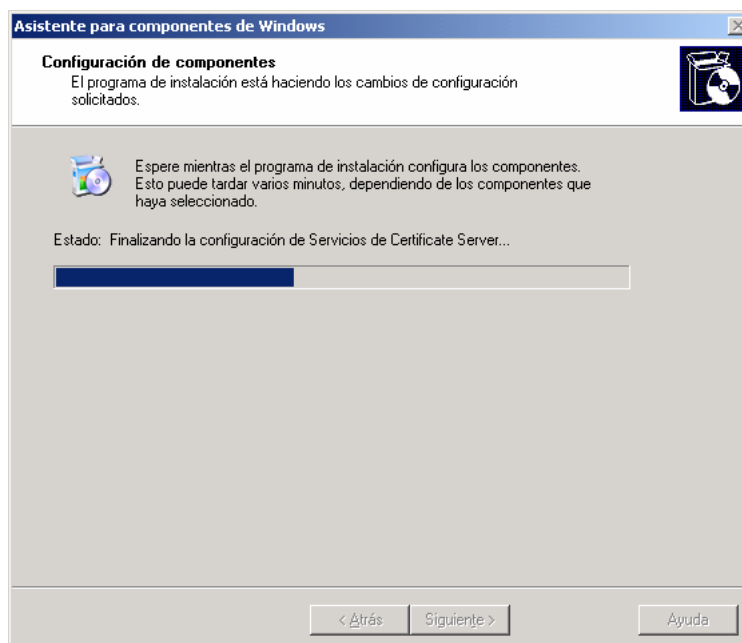 Asistente para componentes de Windows
Configuración de componentes
El programa de instalación está haciendo los cambios de configuración
solicitados.
Espere mientras el programa de instalación configura los componentes.
Esto puede tardar varios minutos, dependiendo de los componentes que
haya seleccionado.
Estado: Finalizando la configuración de Servicios de Certificate Server...
< Atrás
Siguiente >
Ayuda